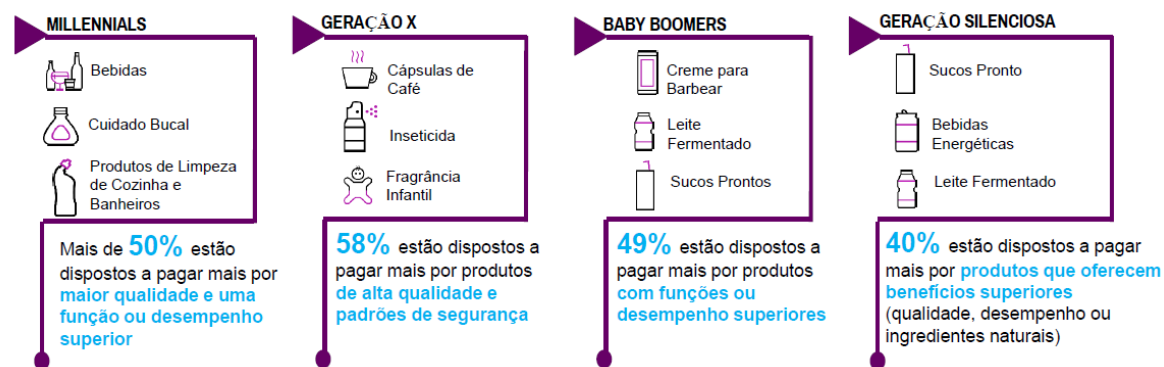 MILLENNIALS
Bebidas
Cuidado Bucal
Produtos de Limpeza
de Cozinha e
Banheiros
Mais de 50% estão
dispostos a pagar mais por
maior qualidade e uma
função ou desempenho
superior
GERAÇÃO X
Cápsulas de
Café
Inseticida
Fragrância
Infantil
58% estão dispostos a
pagar mais por produtos
de alta qualidade e
padrões de segurança
BABY BOOMERS
Creme para
Barbear
Leite
Fermentado
Sucos Prontos
49% estão dispostos a
pagar mais por produtos
com funções ou
desempenho superiores
GERAÇÃO SILENCIOSA
Sucos Pronto
Bebidas
Energéticas
Leite Fermentado
40% estão dispostos a pagar
mais por produtos que oferecem
benefícios superiores
(qualidade, desempenho ou
ingredientes naturais)